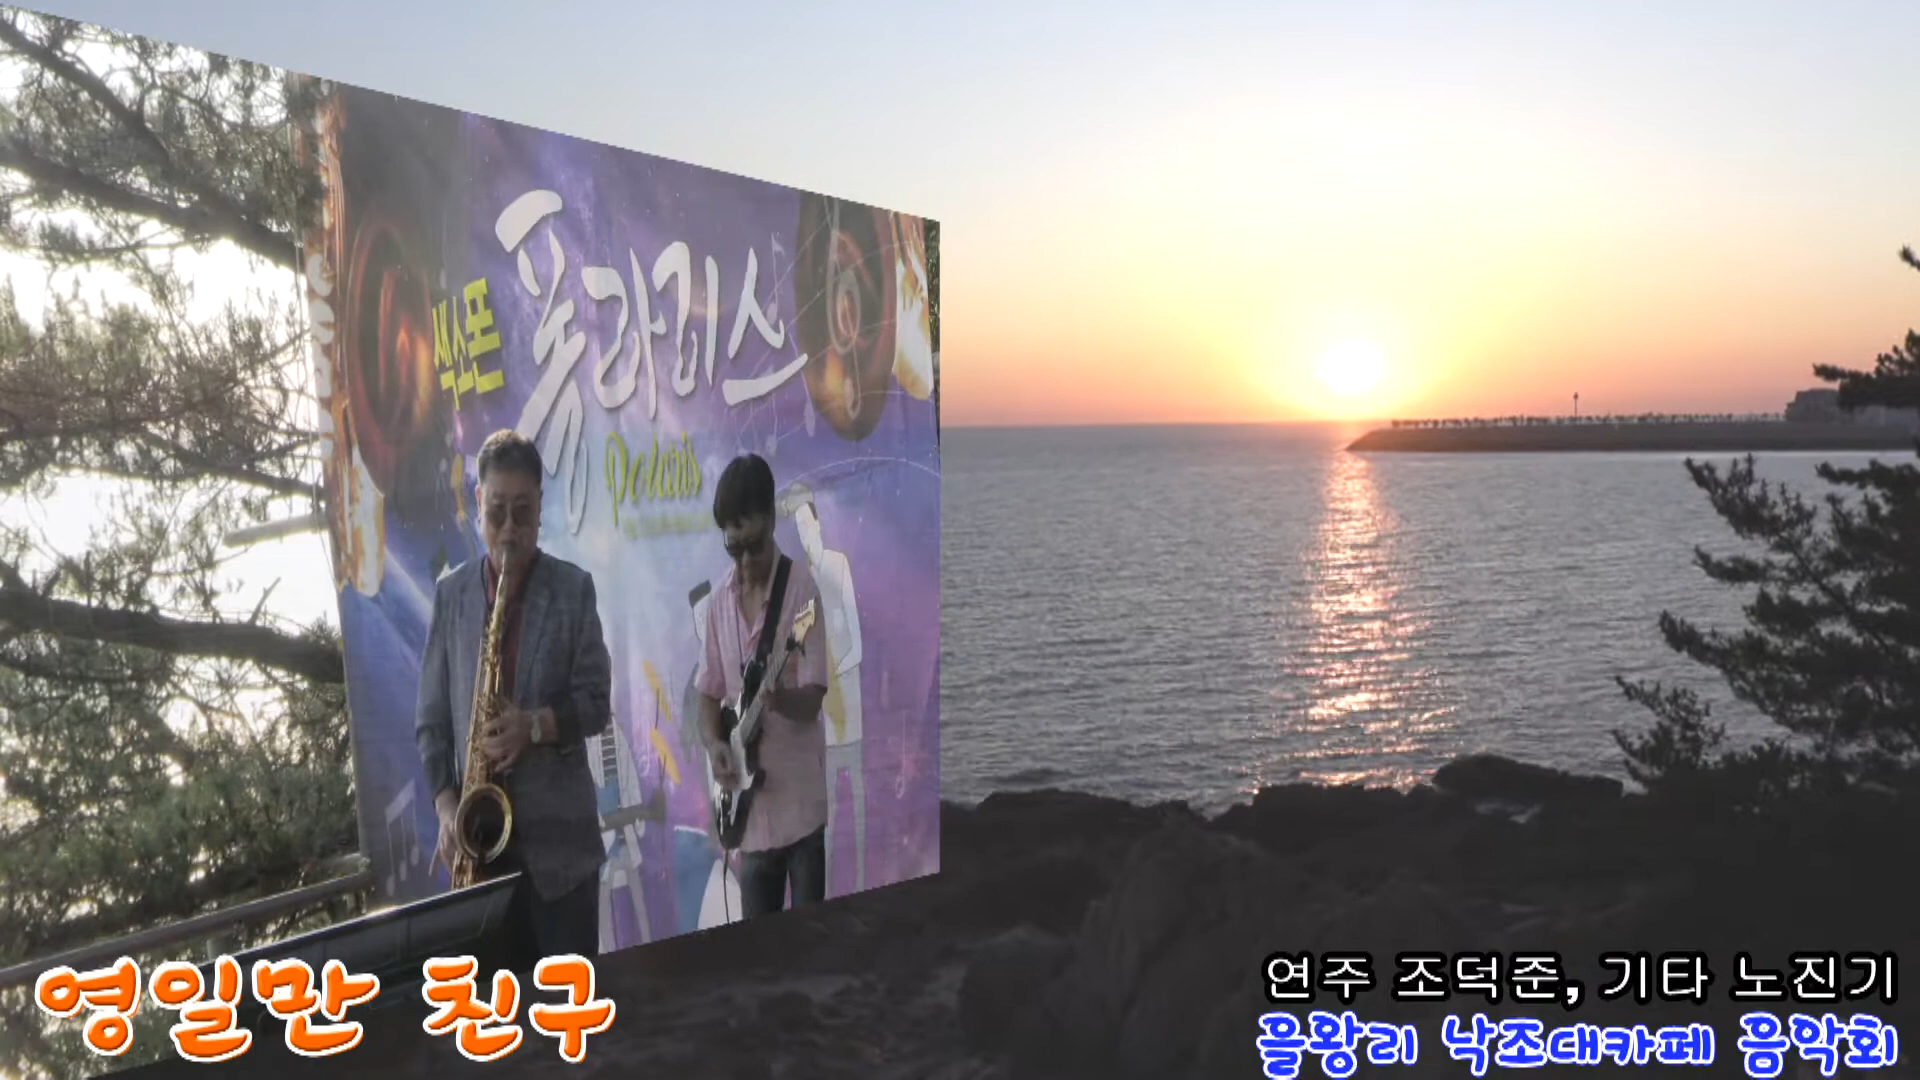 색소폰 폴라리스
Polaris
영일만 친구
연주 조덕준, 기타 노진기
을왕리 낙조대카페 음악회